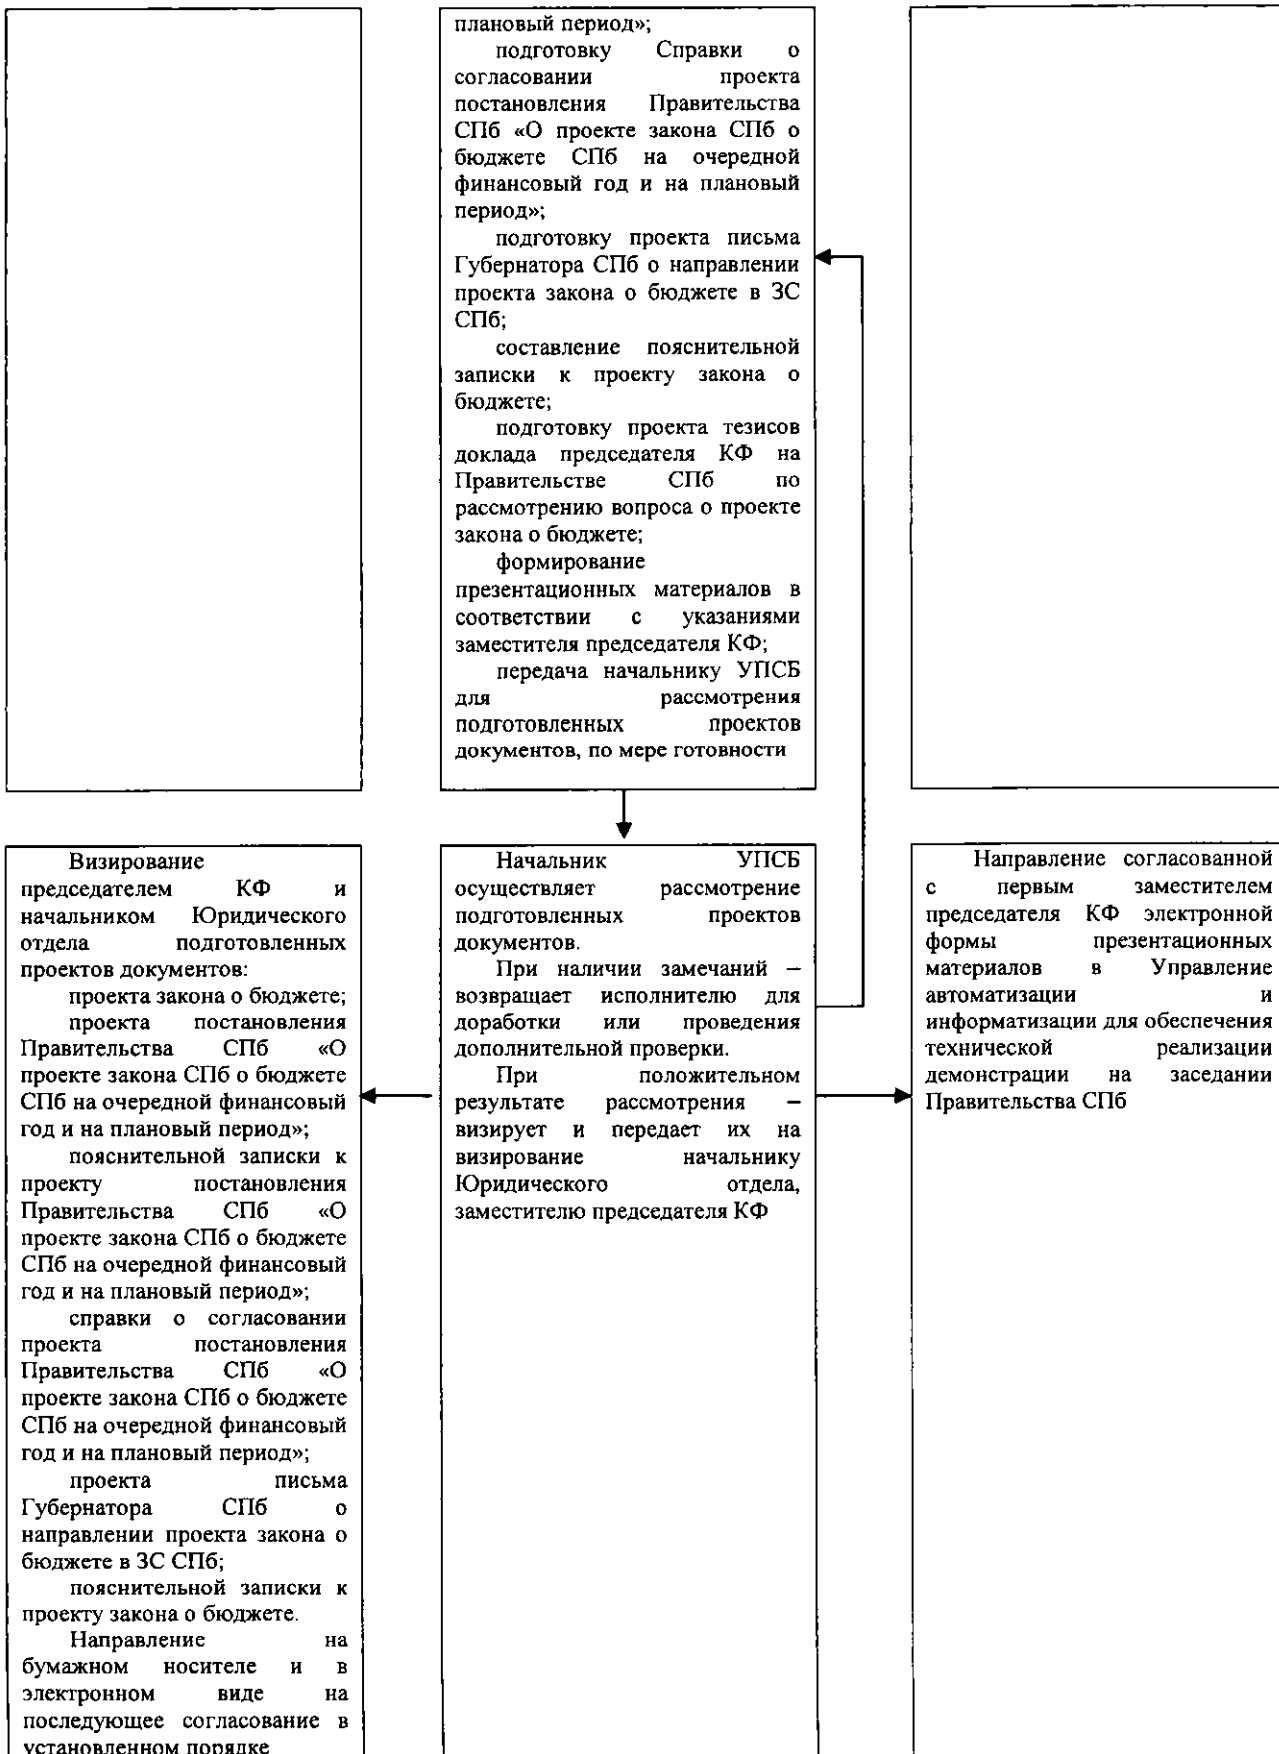 плановый период»;
подготовку Справки о
согласовании проекта
постановления Правительства
СПб «О проекте закона СПб о
бюджете СПб на очередной
финансовый год и на плановый
период»;
подготовку проекта письма
Губернатора СПб о направлении
проекта закона о бюджете в ЗС
СПб;
составление пояснительной
записки к проекту закона о
бюджете;
подготовку проекта тезисов
доклада председателя КФ на
Правительстве СПб по
рассмотрению вопроса о проекте
закона о бюджете;
формирование
презентационных материалов в
соответствии с указаниями
заместителя председателя КФ;
передача начальнику УПСБ
для рассмотрения
подготовленных проектов
документов, по мере готовности
Визирование
председателем КФ и
начальником Юридического
отдела подготовленных
проектов документов:
проекта закона о бюджете;
проекта постановления
Правительства СПб «О
проекте закона СПб о бюджете
СПб на очередной финансовый
год и на плановый период»;
пояснительной записки к
проекту постановления
Правительства СПб «О
проекте закона СПб о бюджете
СПб на очередной финансовый
год и на плановый период»;
справки о согласовании
проекта постановления
Правительства СПб «О
проекте закона СПб о бюджете
СПб на очередной финансовый
год и на плановый период»;
проекта письма
Губернатора СПб о
направлении проекта закона о
бюджете в ЗС СПб;
пояснительной записки к
проекту закона о бюджете.
Направление на
бумажном носителе и в
электронном виде на
последующее согласование в
установленном порядке
Начальник УПСБ
осуществляет рассмотрение
подготовленных проектов
документов.
При наличии замечаний –
возвращает исполнителю для
доработки или проведения
дополнительной проверки.
При положительном
результате рассмотрения –
визирует и передает их на
визирование начальнику
Юридического отдела,
заместителю председателя КФ
Направление согласованной
с первым заместителем
председателя КФ электронной
формы презентационных
материалов в Управление
автоматизации и
информатизации для обеспечения
технической реализации
демонстрации на заседании
Правительства СПб